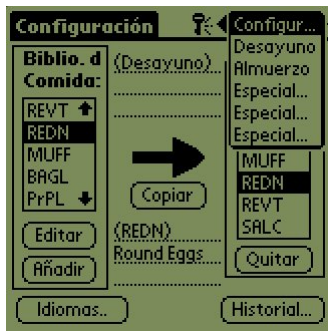 Configuración
Configur...
Desayuno
Almuerzo
Especial...
Especial...
Especial...
Biblio. d
Comida:
REVT
REDN
MUFF
BAGL
PrPL
Editar
Añadir
(Desayuno)
Copiar
(REDN)
Round Eggs
MUFF
REDN
REVT
SALC
Quitar
Idiomas..
Historial...